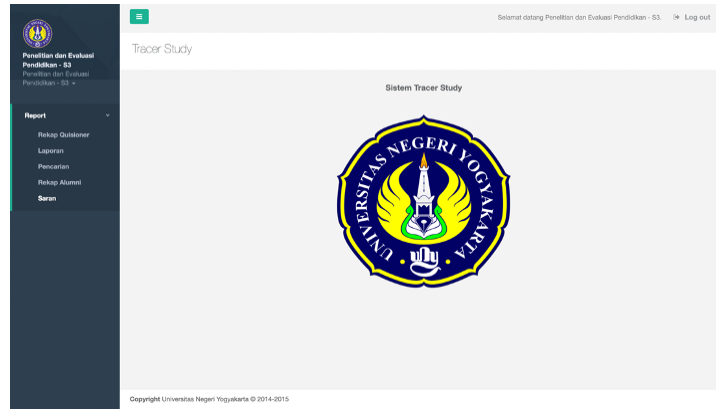 Selamat datang Penelitian dan Evaluasi Pendidikan - S3.
Log out
Penelitian dan Evaluasi
Pendidikan - S3
Penelitian dan Evaluasi
Pendidikan - S3
Tracer Study
Report
Rekap Quisioner
Laporan
Pencarian
Rekap Alumni
Saran
Sistem Tracer Study
UNIVERSITAS NEGERI YOGYAKARTA
Copyright Universitas Negeri Yogyakarta © 2014-2015